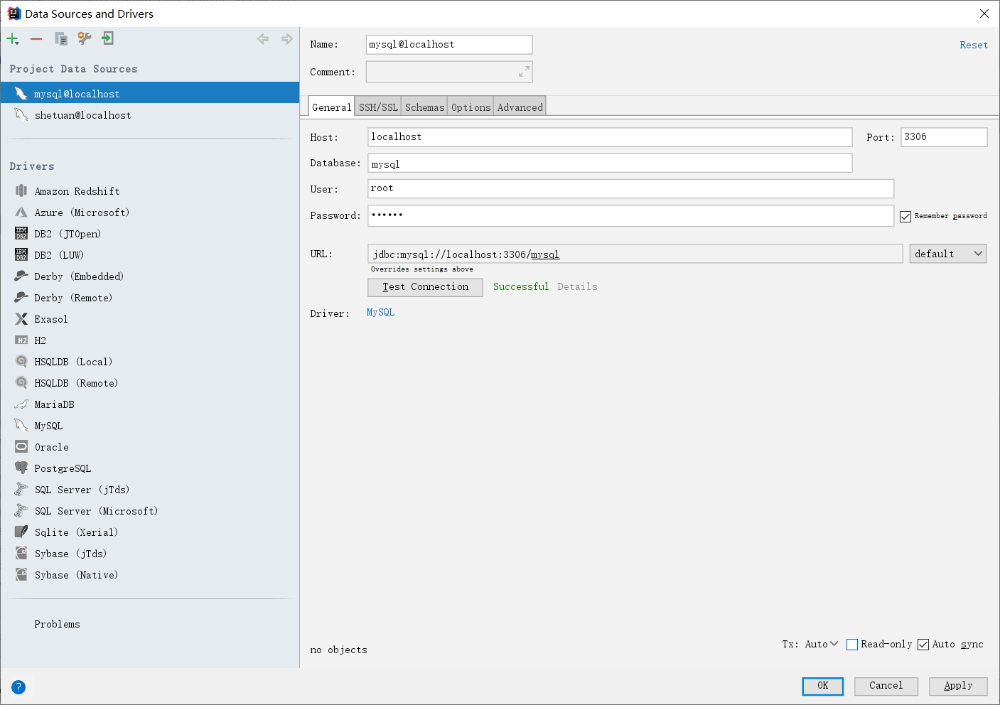 Data Sources and Drivers
Project Data Sources
mysql@localhost
shetuan@localhost
Drivers
Amazon Redshift
Azure (Microsoft)
DB2 (JTOpen)
DB2 (LUW)
Derby (Embedded)
Derby (Remote)
Exasol
H2
HSQLDB (Local)
HSQLDB (Remote)
MariaDB
MySQL
Oracle
PostgreSQL
SQL Server (jTds)
SQL Server (Microsoft)
Sqlite (Xerial)
Sybase (jTds)
Sybase (Native)
Problems
Name: mysql@localhost Reset
Comment:
General SSH/SSL Schemas Options Advanced
Host: localhost Port: 3306
Database: mysql
User: root
Password: •••••• Remember password
URL: jdbc:mysql://localhost:3306/mysql default
Overrides settings above
Test Connection Successful Details
Driver: MySQL
no objects Tx: Auto Read-only Auto sync
? OK Cancel Apply